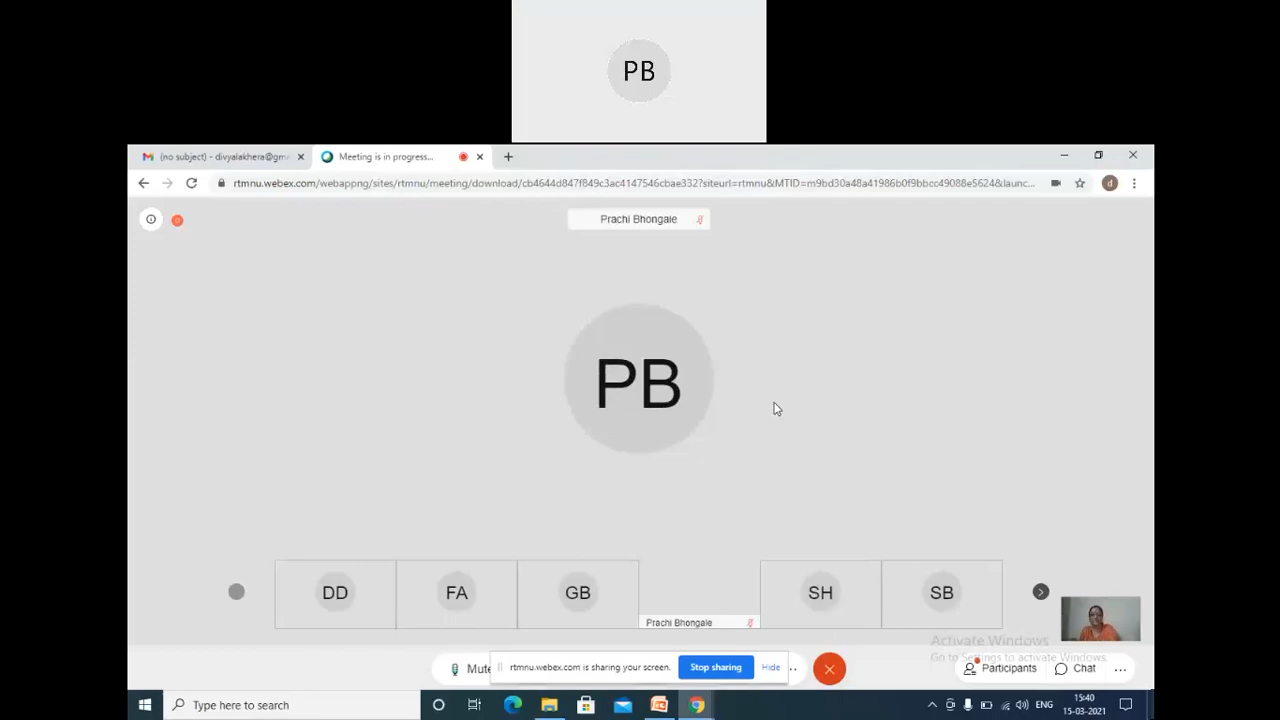 PB
(no subject) - divyalakhera@gma
Meeting is in progress...
rtmnu.webex.com/webappng/sites/rtmnu/meeting/download/cb4644d847f849c3ac4147546cbae332?siteurl=rtmnu&MTID=m9bd30a48a41986b0f9bbcc49088e5624&launc...
d
Prachi Bhongale
PB
DD
FA
GB
SH
SB
Prachi Bhongale
Activate Windows
Go to Settings to activate Windows.
Mute
rtmnu.webex.com is sharing your screen.
Stop sharing
Hide
Participants
Chat
Type here to search
ENG
15:40
15-03-2021